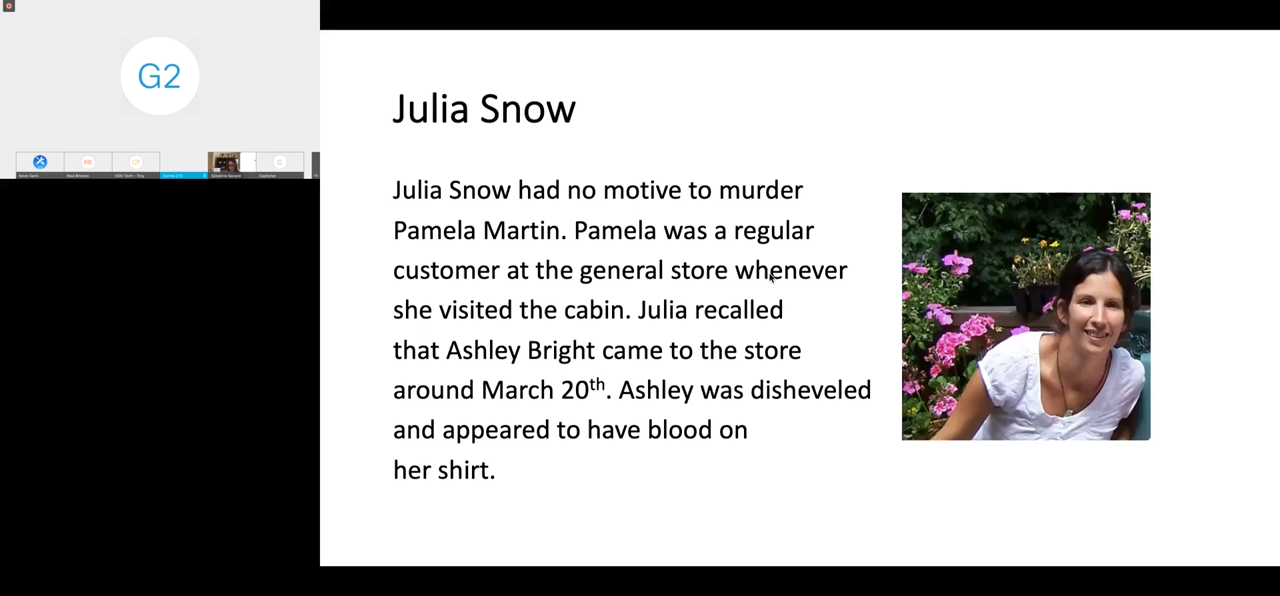 G2
RB
OT
C
Julia Snow
Julia Snow had no motive to murder
Pamela Martin. Pamela was a regular
customer at the general store whenever
she visited the cabin. Julia recalled
that Ashley Bright came to the store
around March 20th. Ashley was disheveled
and appeared to have blood on
her shirt.